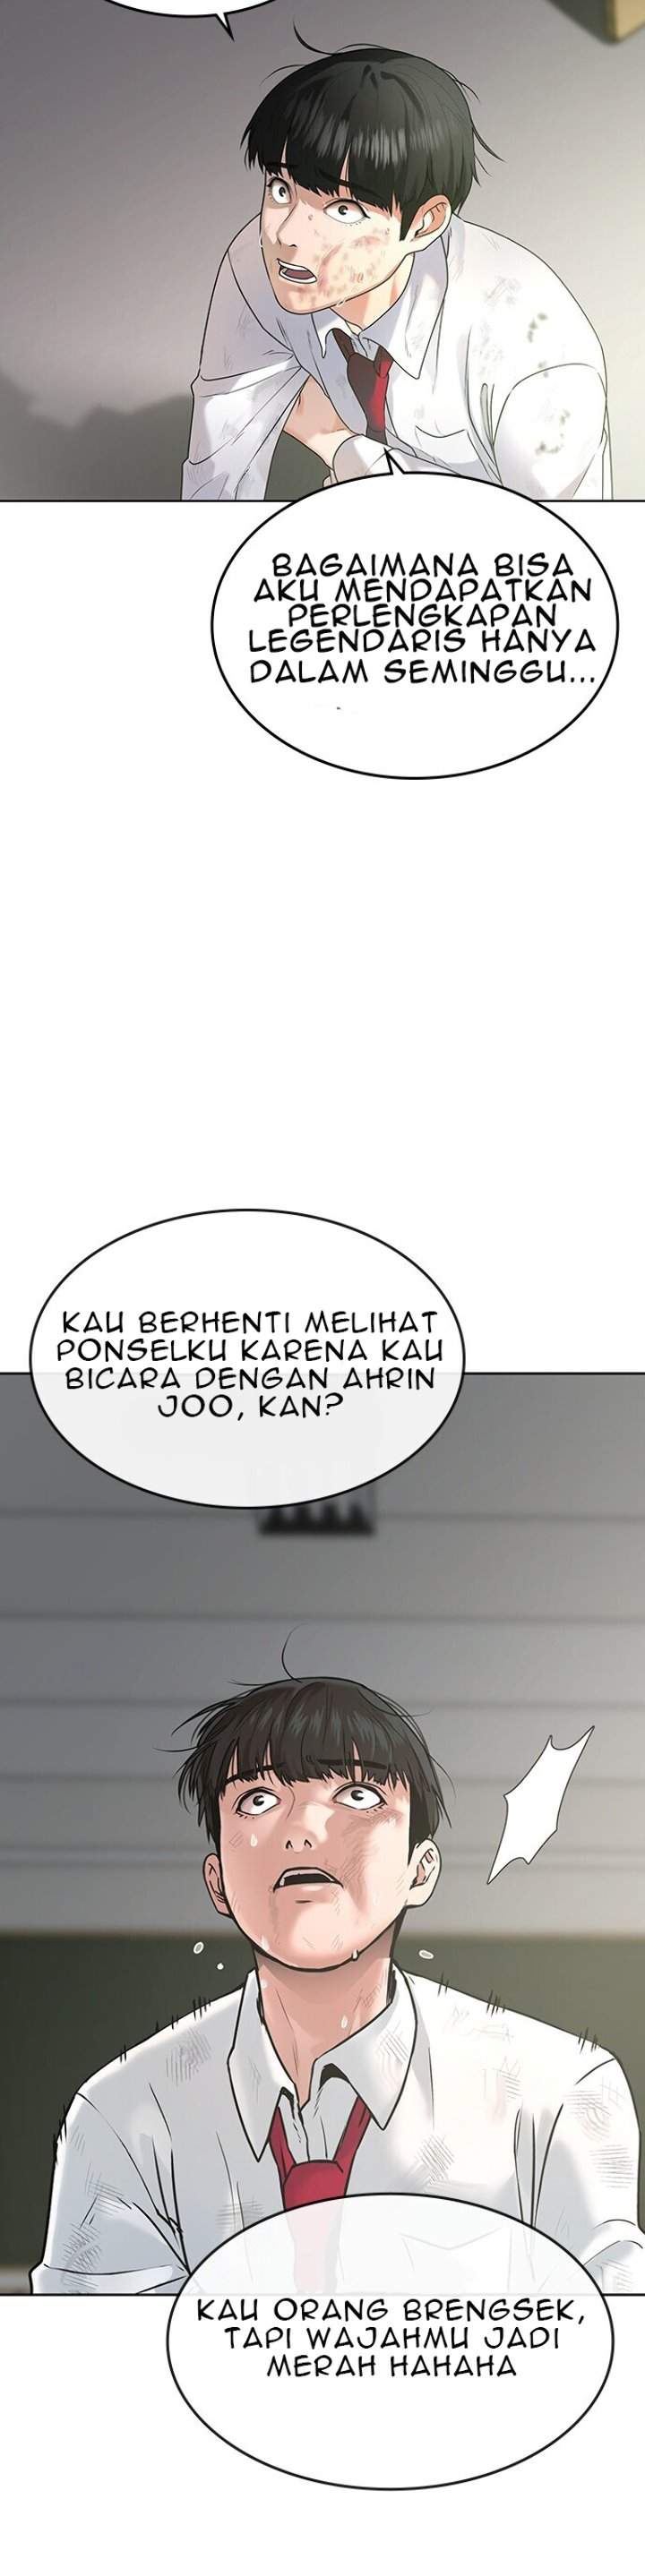 BAGAIMANA BISA
AKU MENDAPATKAN
PERLENGKAPAN
LEGENDARIS HANYA
DALAM SEMINGGU...
KAU BERHENTI MELIHAT
PONSELKU KARENA KAU
BICARA DENGAN AHRIN
JOO, KAN?
KAU ORANG BRENGSEK,
TAPI WAJAHMU JADI
MERAH HAHAHA